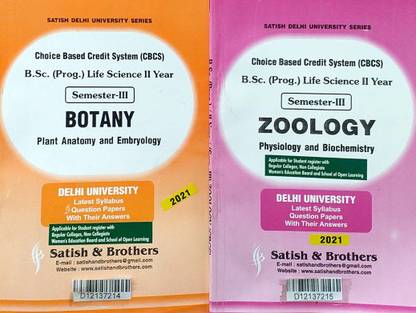 SATISH DELHI UNIVERSITY SERIES
Choice Based Credit System (CBCS)
B.Sc. (Prog.) Life Science II Year
Semester-III
BOTANY
Plant Anatomy and Embryology
DELHI UNIVERSITY
Latest Syllabus
Question Papers
With Their Answers
2021
Applicable for Student register with
Regular Colleges, Non Collegiate
Women's Education Board and School of Open Learning
Satish & Brothers
E-mail : satishandbrothers@gmail.com
Website : www.satishandbrothers.com
D12137214
SATISH DELHI UNIVERSITY SERIES
Choice Based Credit System (CBCS)
B.Sc. (Prog.) Life Science II Year
Semester-III
ZOOLOGY
Physiology and Biochemistry
Applicable for Student register with
Regular Colleges, Non Collegiate
Women's Education Board and School of Open Learning
DELHI UNIVERSITY
Latest Syllabus
Question Papers
With Their Answers
2021
Satish & Brothers
E-mail : satishandbrothers@gmail.com
Website : www.satishandbrothers.com
D12137215